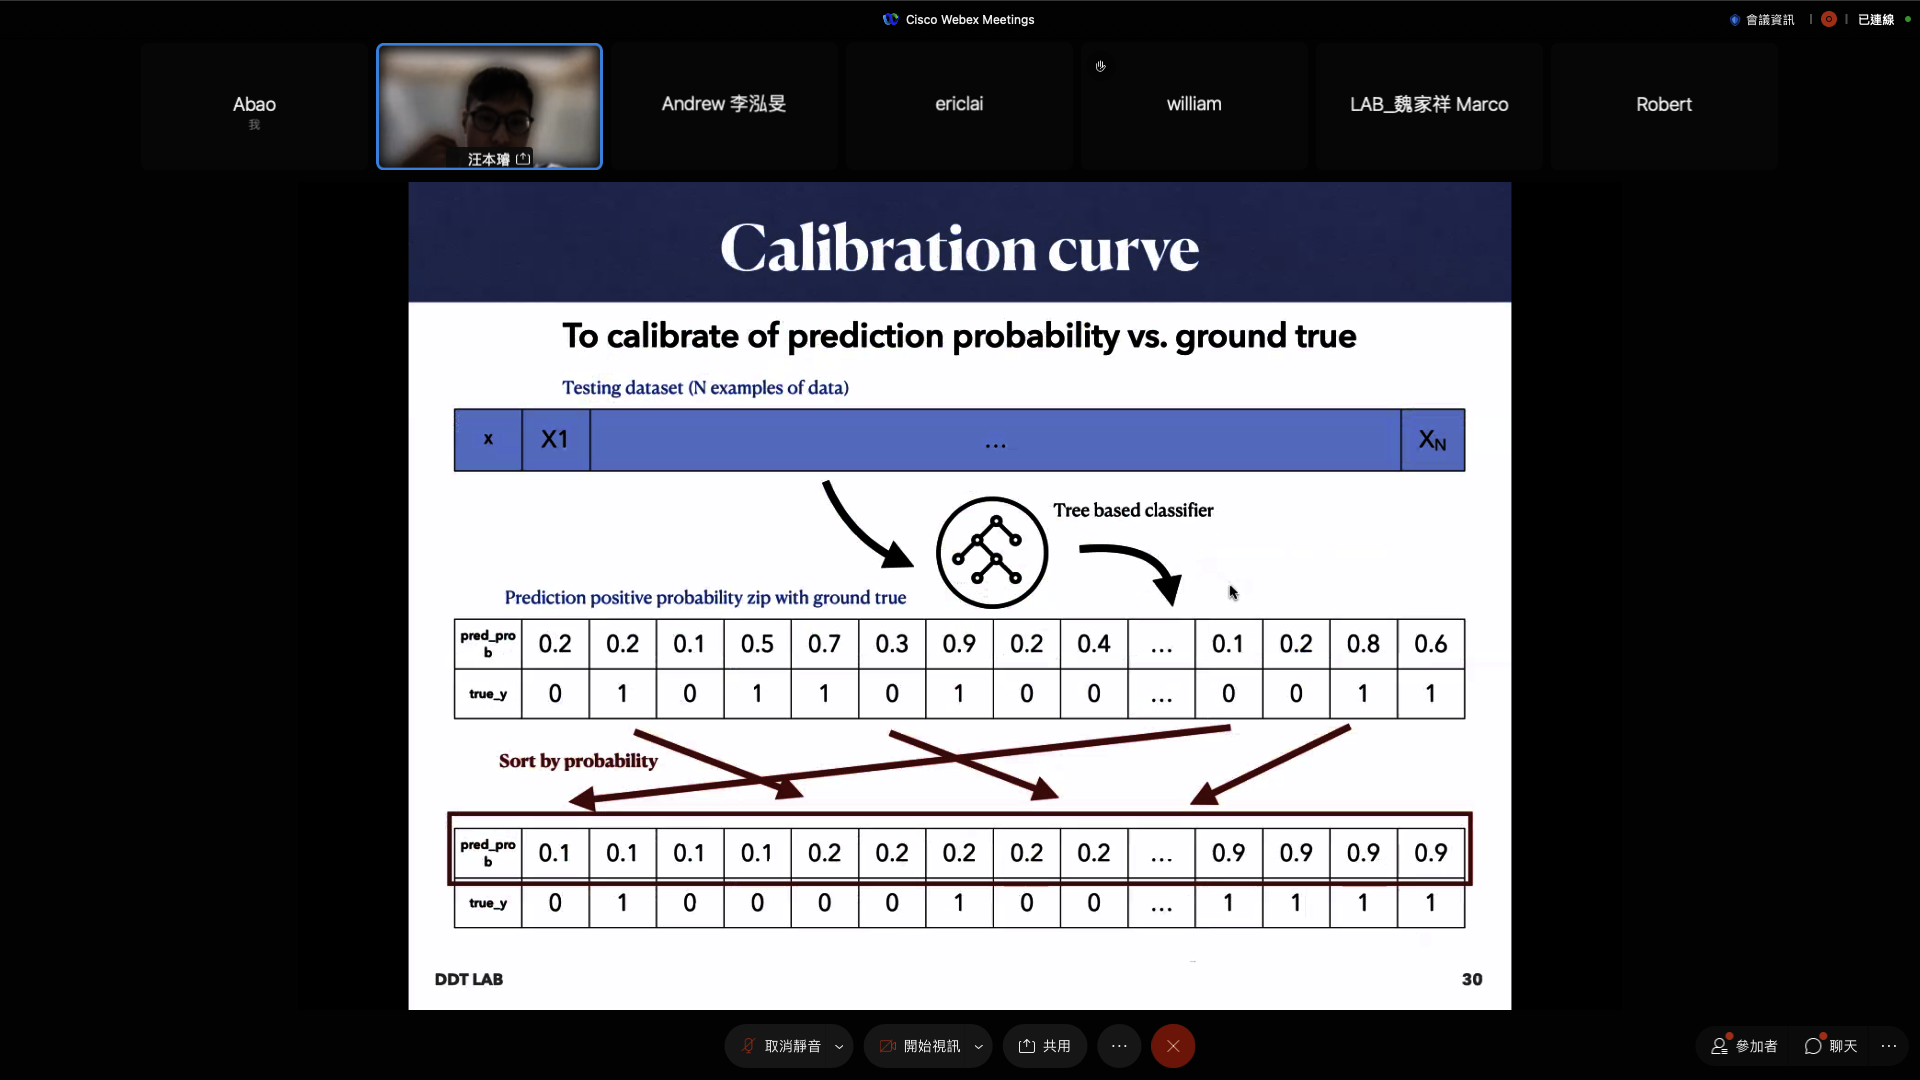 Cisco Webex Meetings
會議資訊
已連線
Abao
我
汪本璿
Andrew 李泓旻
ericlai
william
LAB_魏家祥 Marco
Robert
Calibration curve
To calibrate of prediction probability vs. ground true
Testing dataset (N examples of data)
x X1 ... XN
Tree based classifier
Prediction positive probability zip with ground true
pred_pro
b 0.2 0.2 0.1 0.5 0.7 0.3 0.9 0.2 0.4 ... 0.1 0.2 0.8 0.6
true_y 0 1 0 1 1 0 1 0 0 ... 0 0 1 1
Sort by probability
pred_pro
b 0.1 0.1 0.1 0.1 0.2 0.2 0.2 0.2 0.2 ... 0.9 0.9 0.9 0.9
true_y 0 1 0 0 0 0 1 0 0 ... 1 1 1 1
DDT LAB
30
取消靜音
開始視訊
共用
參加者
聊天